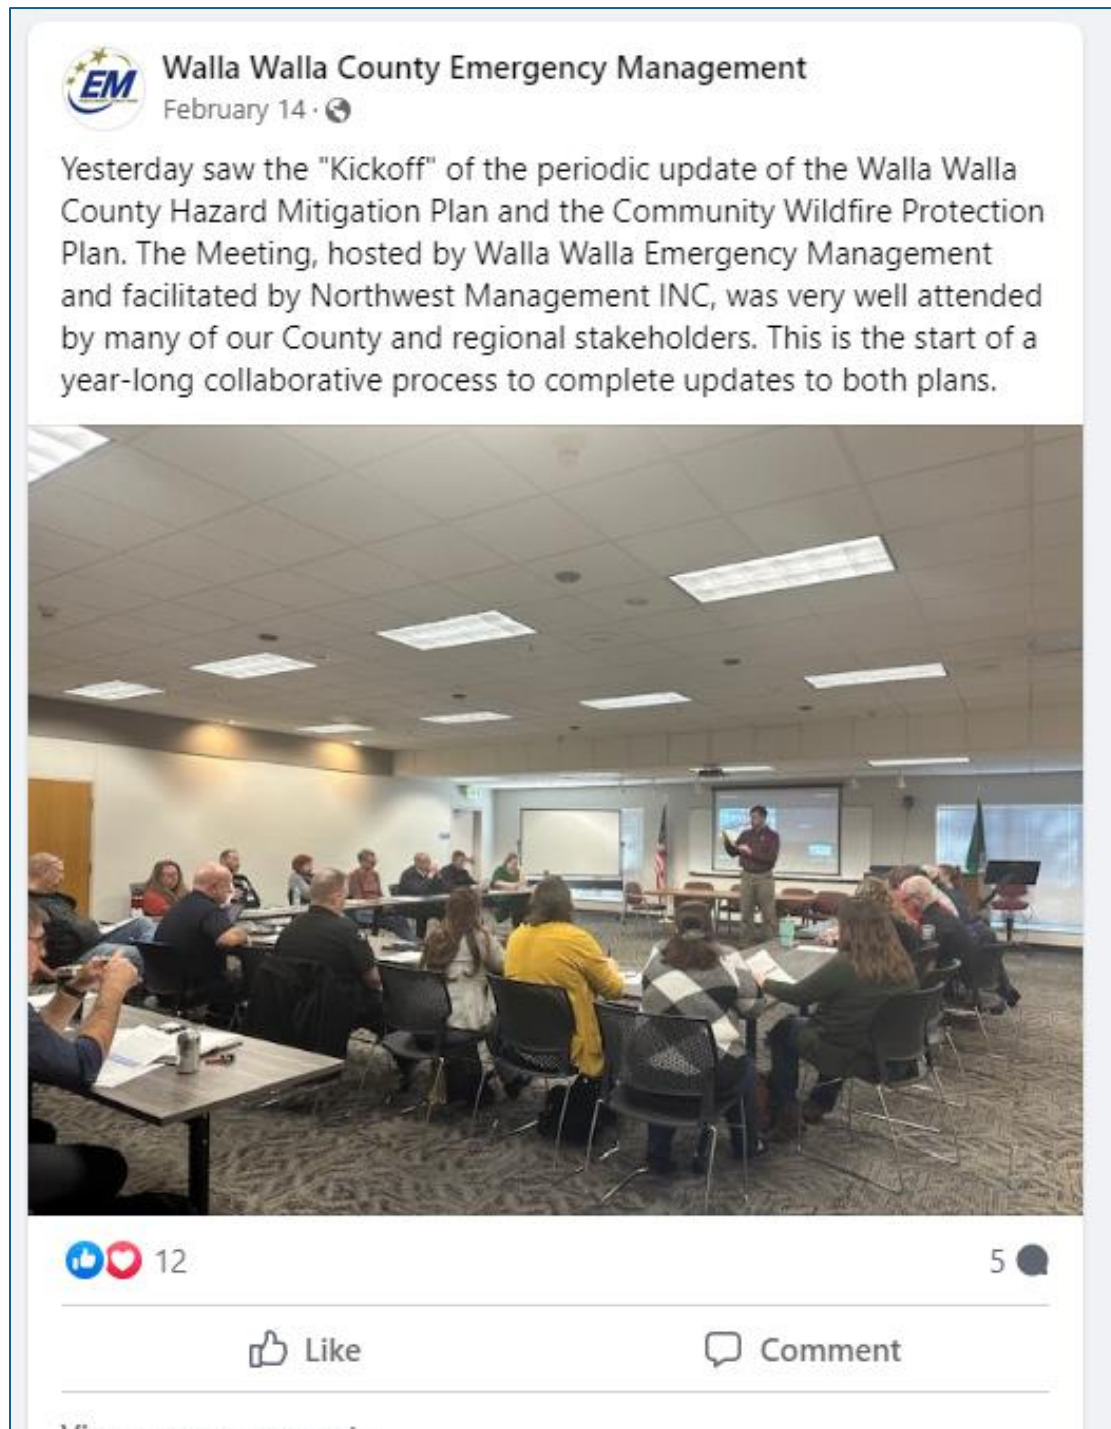 EM
Walla Walla County Emergency Management
February 14 ·
Yesterday saw the "Kickoff" of the periodic update of the Walla Walla
County Hazard Mitigation Plan and the Community Wildfire Protection
Plan. The Meeting, hosted by Walla Walla Emergency Management
and facilitated by Northwest Management INC, was very well attended
by many of our County and regional stakeholders. This is the start of a
year-long collaborative process to complete updates to both plans.
12
5
Like
Comment